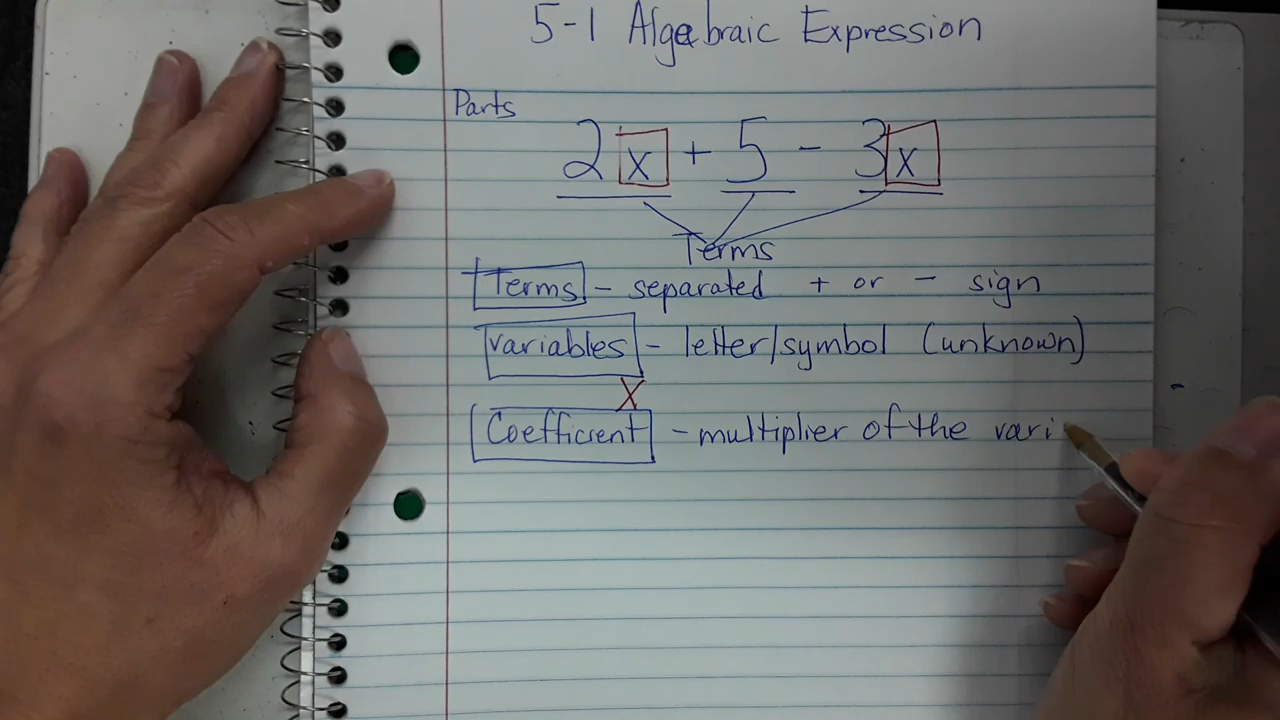 5-1 Algebraic Expression
Parts
2x + 5 - 3x
Terms
Terms - separated + or - sign
variables - letter/symbol (unknown)
X
Coefficient - multiplier of the vari